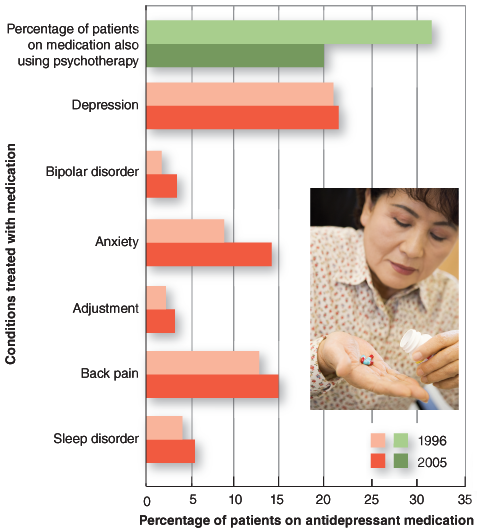 Percentage of patients
on medication also
using psychotherapy
Depression
Bipolar disorder
Anxiety
Adjustment
Back pain
Sleep disorder
Conditions treated with medication
1996
2005
0 5 10 15 20 25 30 35
Percentage of patients on antidepressant medication